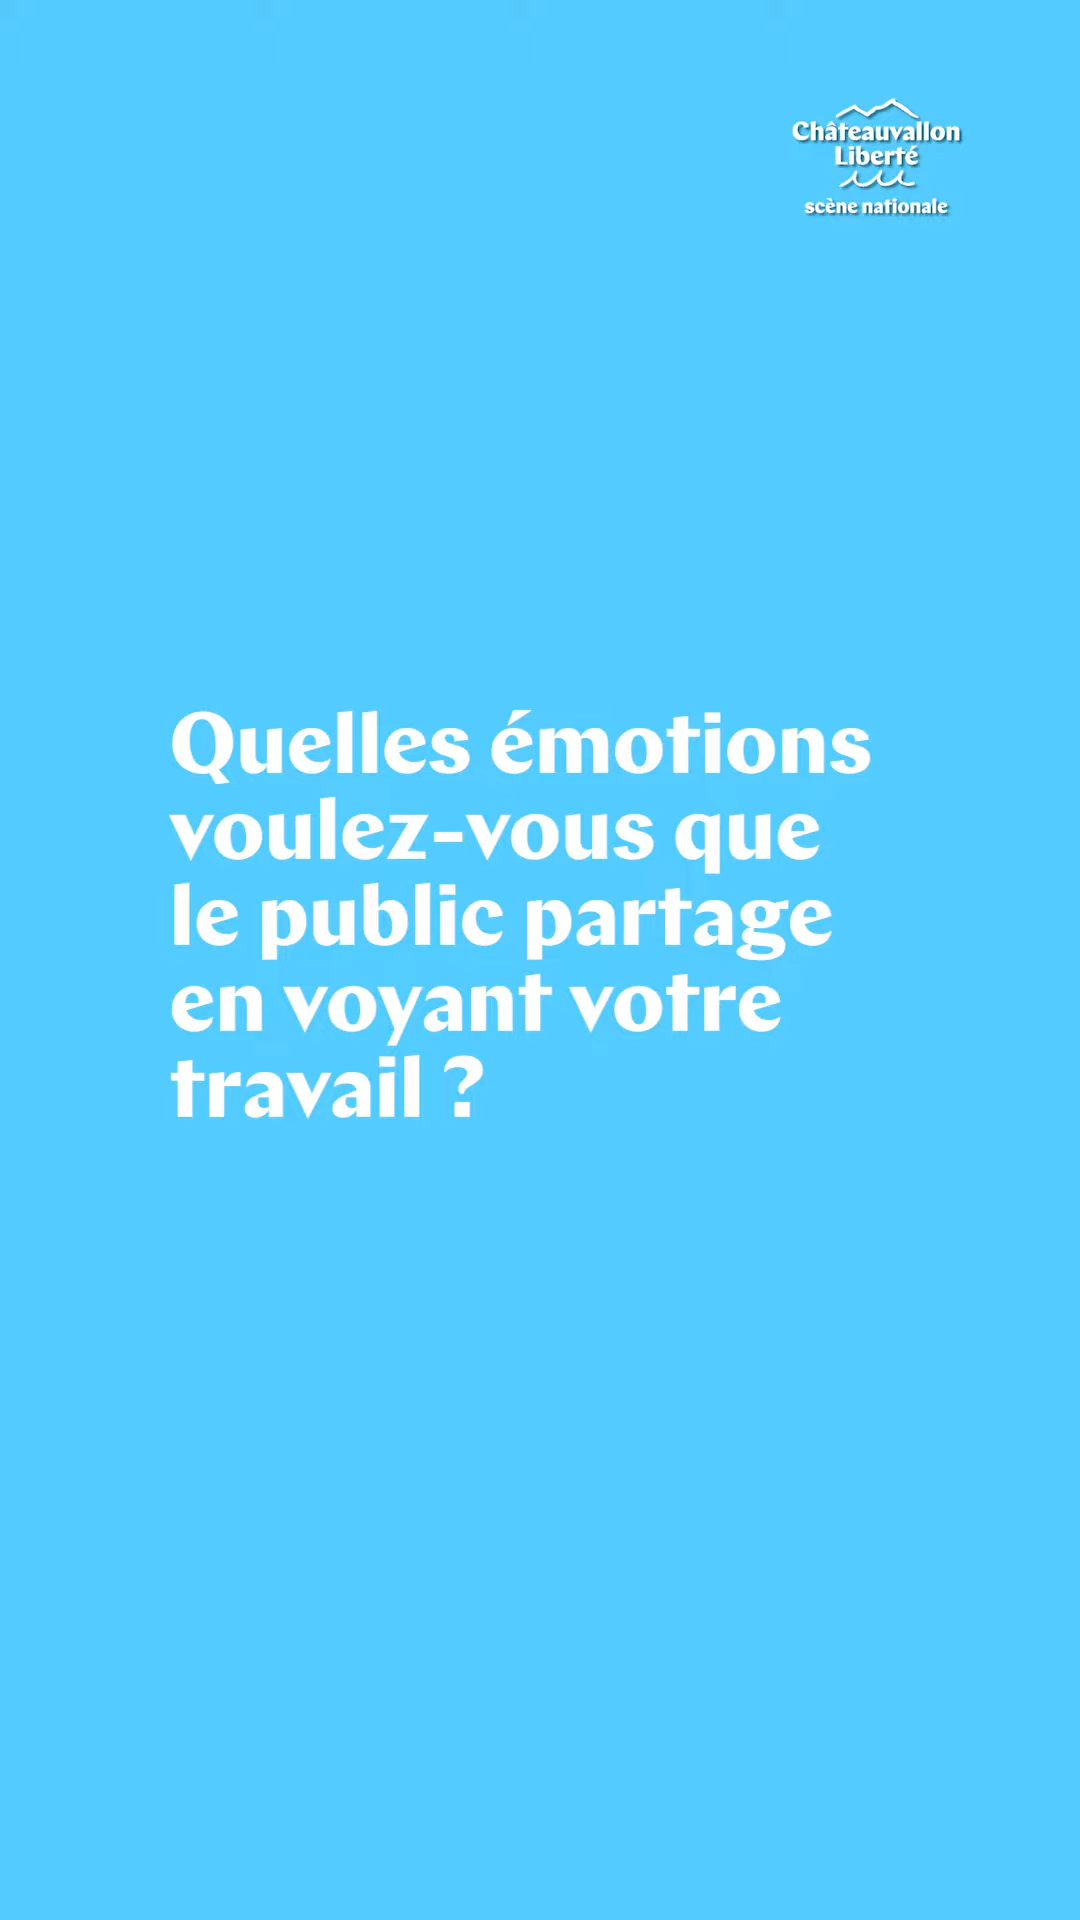 Châteauvallon
Liberté
scène nationale
Quelles émotions
voulez-vous que
le public partage
en voyant votre
travail ?